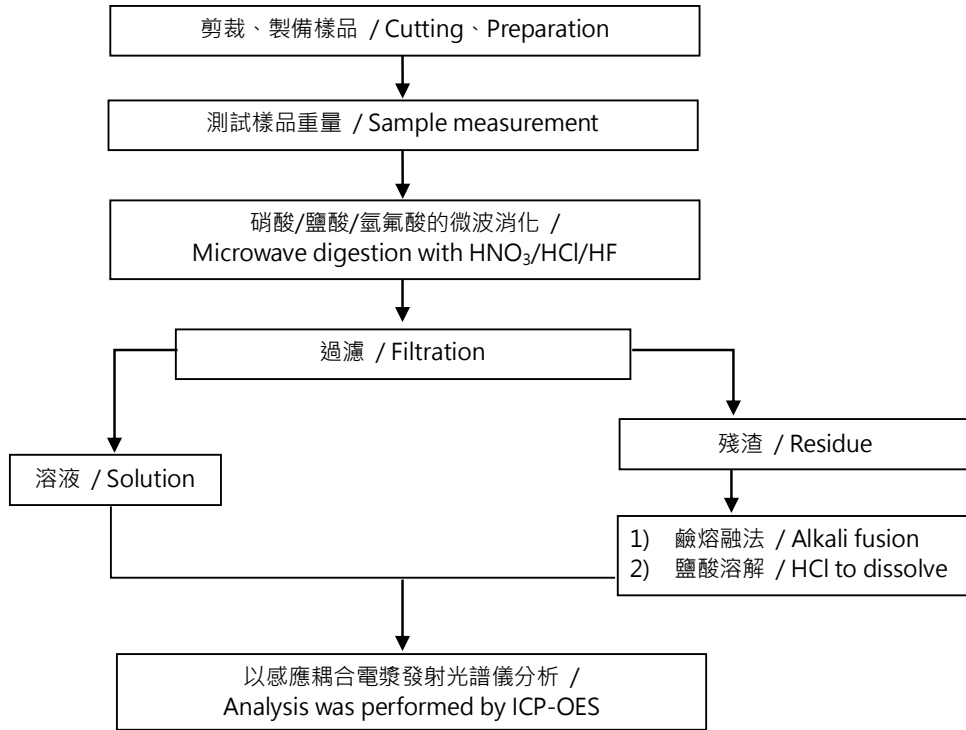 剪裁、製備樣品 / Cutting、Preparation
測試樣品重量 / Sample measurement
硝酸/鹽酸/氫氟酸的微波消化 /
Microwave digestion with HNO₃/HCl/HF
過濾 / Filtration
溶液 / Solution
殘渣 / Residue
1) 鹼熔融法 / Alkali fusion
2) 鹽酸溶解 / HCl to dissolve
以感應耦合電漿發射光譜儀分析 /
Analysis was performed by ICP-OES